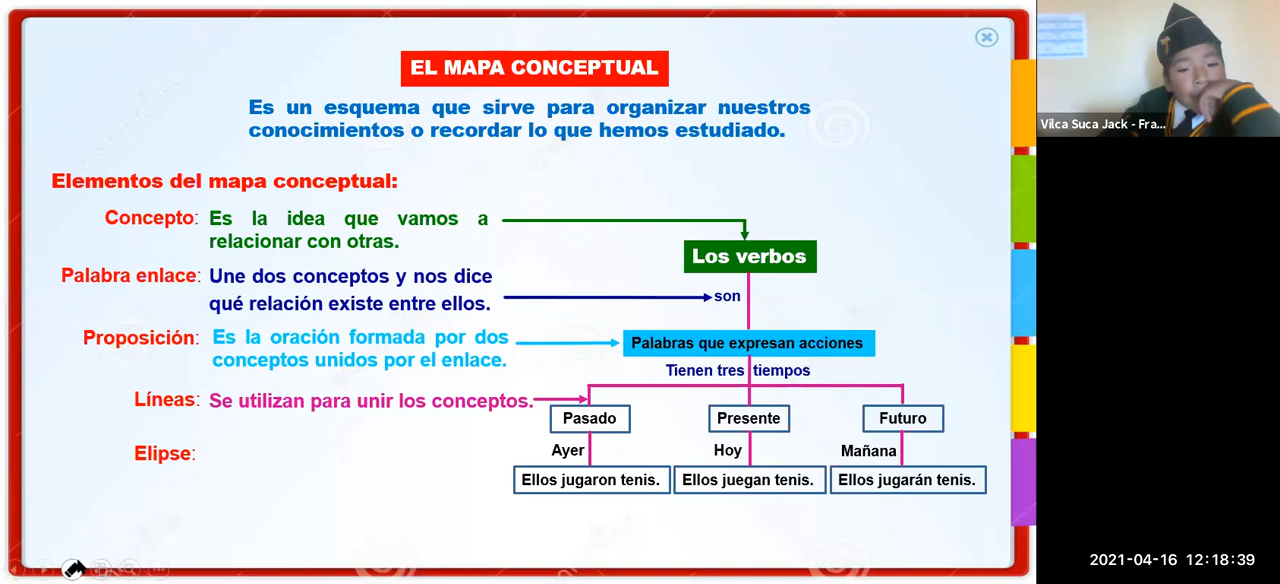 EL MAPA CONCEPTUAL
Es un esquema que sirve para organizar nuestros
conocimientos o recordar lo que hemos estudiado.
Elementos del mapa conceptual:
Concepto: Es la idea que vamos a
relacionar con otras.
Palabra enlace: Une dos conceptos y nos dice
qué relación existe entre ellos.
Proposición: Es la oración formada por dos
conceptos unidos por el enlace.
Líneas: Se utilizan para unir los conceptos.
Elipse:
Los verbos
son
Palabras que expresan acciones
Tienen tres tiempos
Pasado Presente Futuro
Ayer Hoy Mañana
Ellos jugaron tenis. Ellos juegan tenis. Ellos jugarán tenis.
Vilca Suca Jack - Fra...
2021-04-16 12:18:39